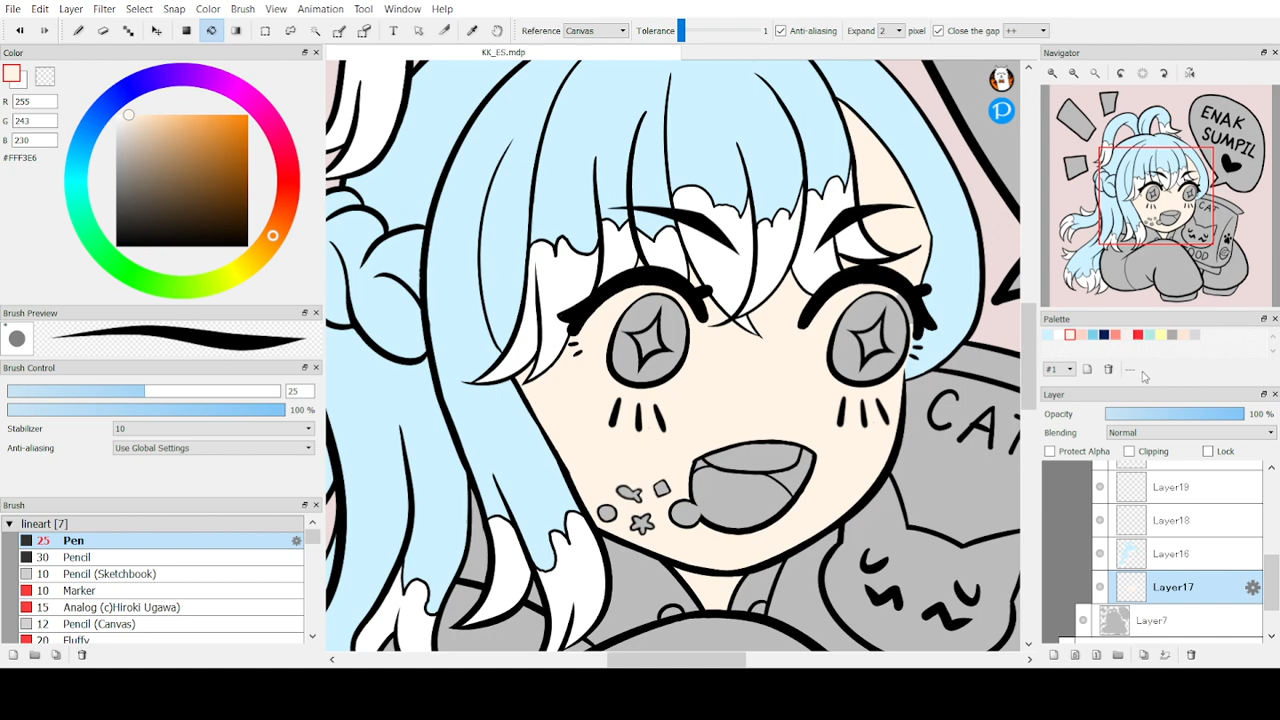 File Edit Layer Filter Select Snap Color Brush View Animation Tool Window Help
Reference Canvas Tolerance 1 Anti-aliasing Expand 2 pixel Close the gap ++
Color
KK_ES.mdp
Navigator
R 255
G 243
B 230
#FFF3E6
ENAK
SUMPIL
CAT
OOD
Brush Preview
Palette
#1 ---
Brush Control
25
100 %
Stabilizer 10
Anti-aliasing Use Global Settings
CAT
Layer
Opacity 100 %
Blending Normal
Protect Alpha Clipping Lock
Layer19
Layer18
Layer16
Layer17
Layer7
Brush
lineart [7]
25 Pen
30 Pencil
10 Pencil (Sketchbook)
10 Marker
15 Analog (c)Hiroki Ugawa)
12 Pencil (Canvas)
20 Fluffy